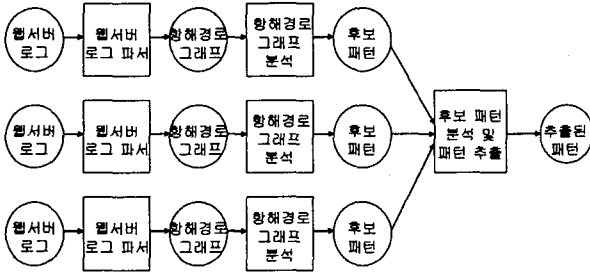 웹서버
로그
웹서버
로그 파서
항해경로
그래프
항해경로
그래프
분석
후보
패턴
웹서버
로그
웹서버
로그 파서
항해경로
그래프
항해경로
그래프
분석
후보
패턴
후보 패턴
분석 및
패턴 추출
추출된
패턴
웹서버
로그
웹서버
로그 파서
항해경로
그래프
항해경로
그래프
분석
후보
패턴